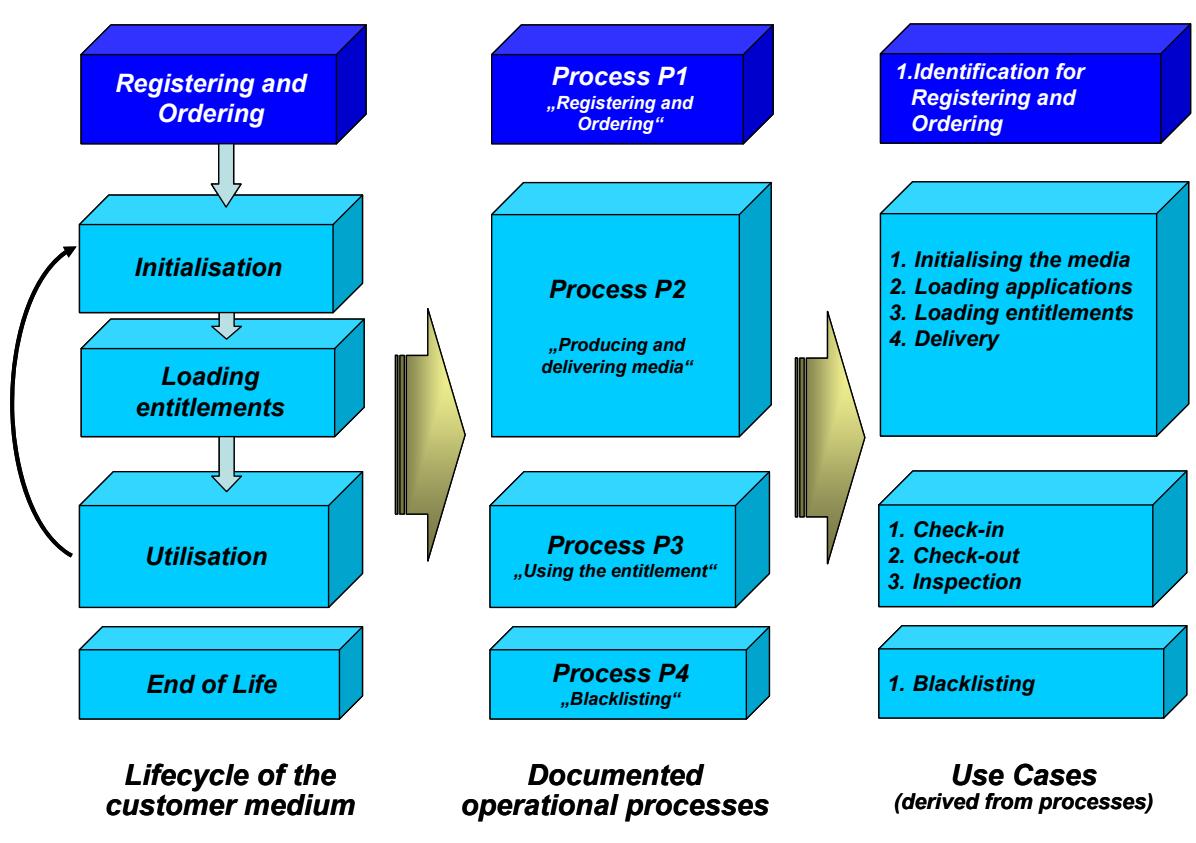 Registering and
Ordering
Initialisation
Loading
entitlements
Utilisation
End of Life
Lifecycle of the
customer medium
Process P1
„Registering and
Ordering“
Process P2
„Producing and
delivering media“
Process P3
„Using the entitlement“
Process P4
„Blacklisting“
Documented
operational processes
1.Identification for
Registering and
Ordering
1. Initialising the media
2. Loading applications
3. Loading entitlements
4. Delivery
1. Check-in
2. Check-out
3. Inspection
1. Blacklisting
Use Cases
(derived from processes)